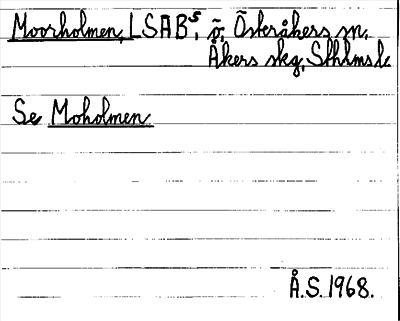 Moorholmen, LSAB⁵, ö, Österåkers sn,
Åkers skg, Sthlms l.
Se Moholmen
Å.S. 1968.